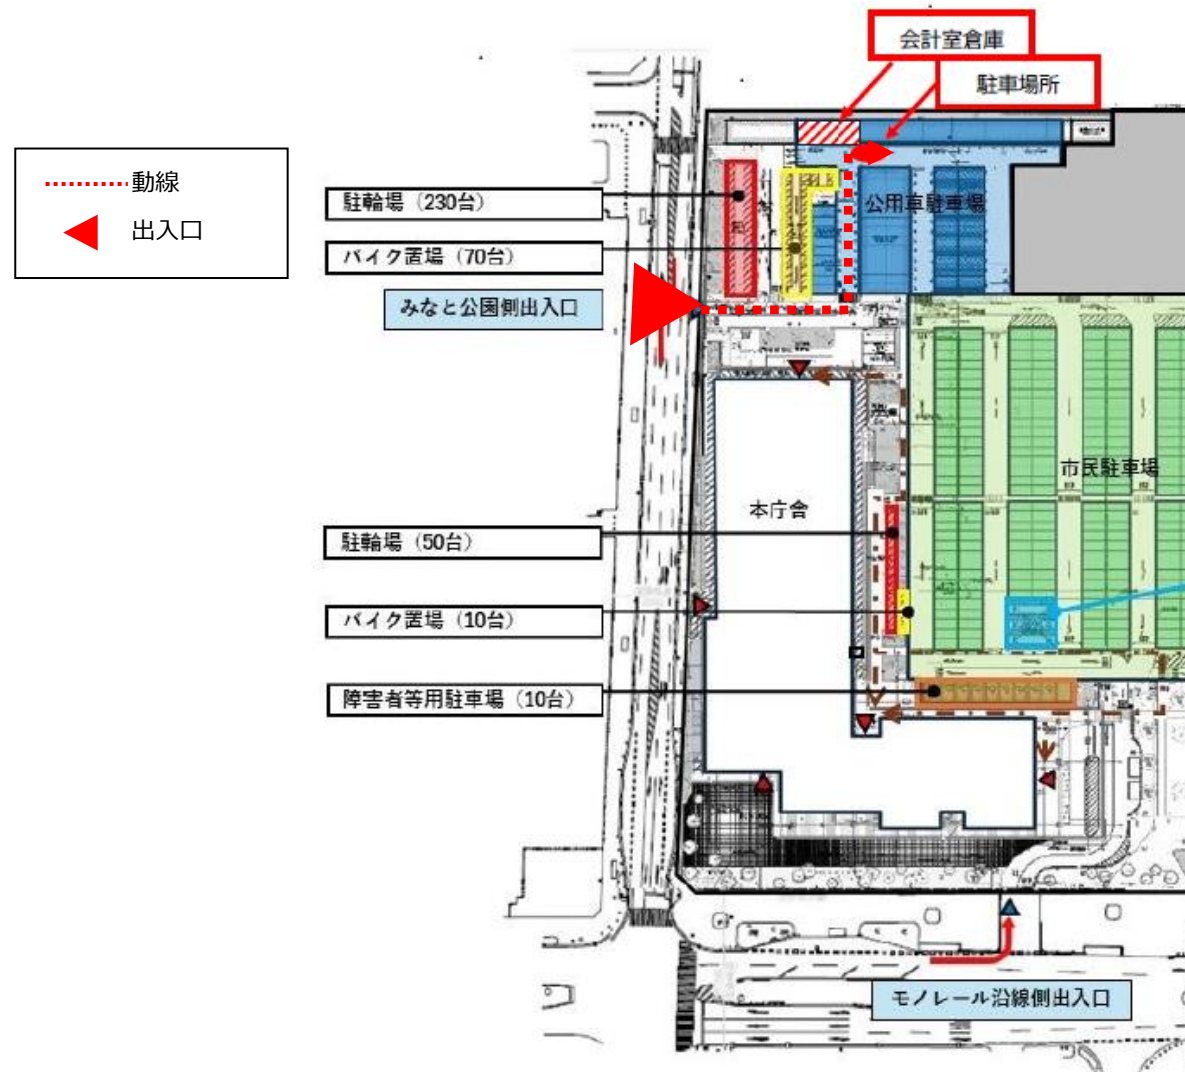 会計室倉庫
駐車場所
動線
出入口
駐輪場（230台）
公用車駐車場
バイク置場（70台）
みなと公園側出入口
市民駐車場
本庁舎
駐輪場（50台）
バイク置場（10台）
障害者等用駐車場（10台）
モノレール沿線側出入口